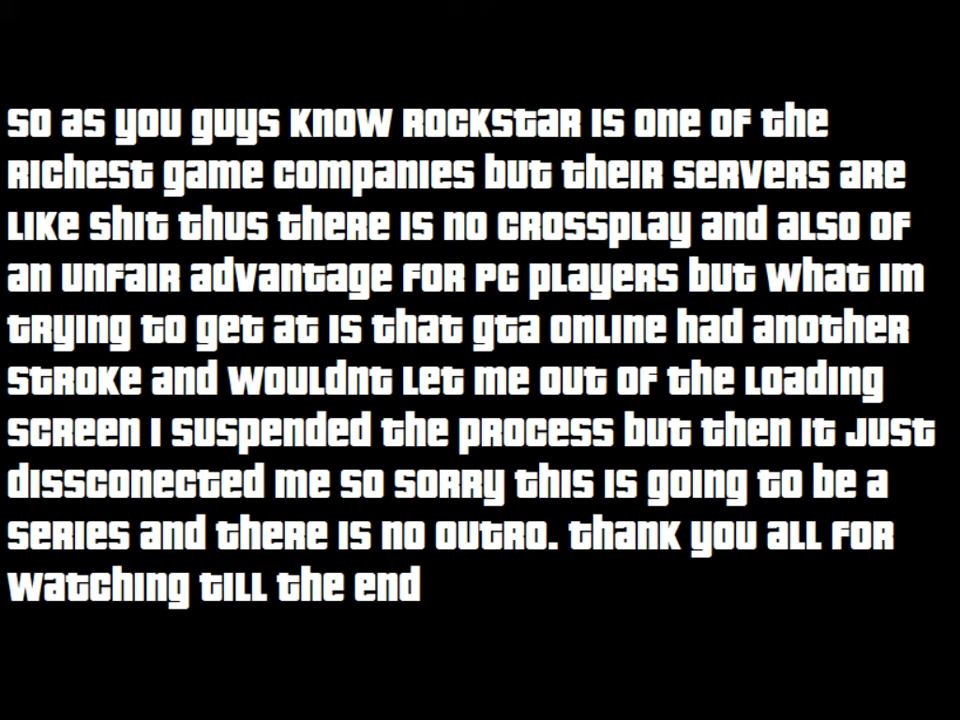 so as you guys know Rockstar is one of the
richest game companies but their servers are
like shit thus there is no crossplay and also of
an unfair advantage for pc players but what im
trying to get at is that gta online had another
stroke and wouldnt let me out of the loading
screen I suspended the process but then it just
dissconected me so sorry this is going to be a
series and there is no outro. thank you all for
watching till the end